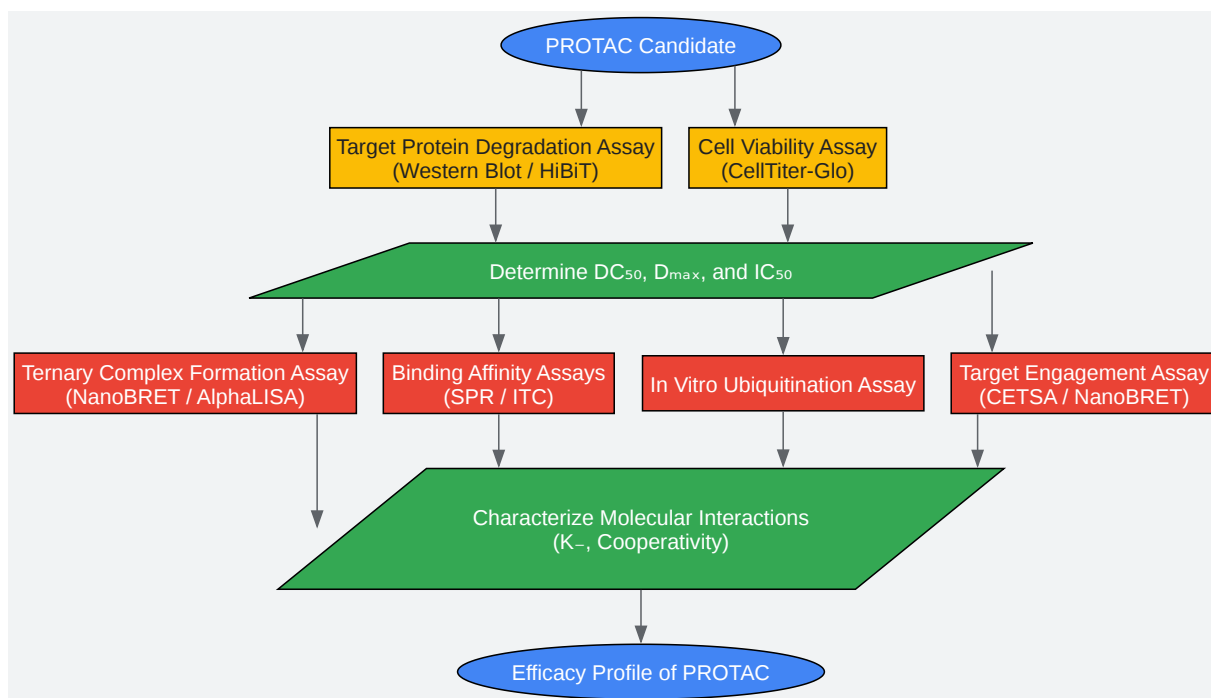 PROTAC Candidate
Target Protein Degradation Assay
(Western Blot / HiBiT)
Cell Viability Assay
(CellTiter-Glo)
Determine DC₅₀, Dₘₐₓ, and IC₅₀
Ternary Complex Formation Assay
(NanoBRET / AlphaLISA)
Binding Affinity Assays
(SPR / ITC)
In Vitro Ubiquitination Assay
Target Engagement Assay
(CETSA / NanoBRET)
Characterize Molecular Interactions
(K₋, Cooperativity)
Efficacy Profile of PROTAC